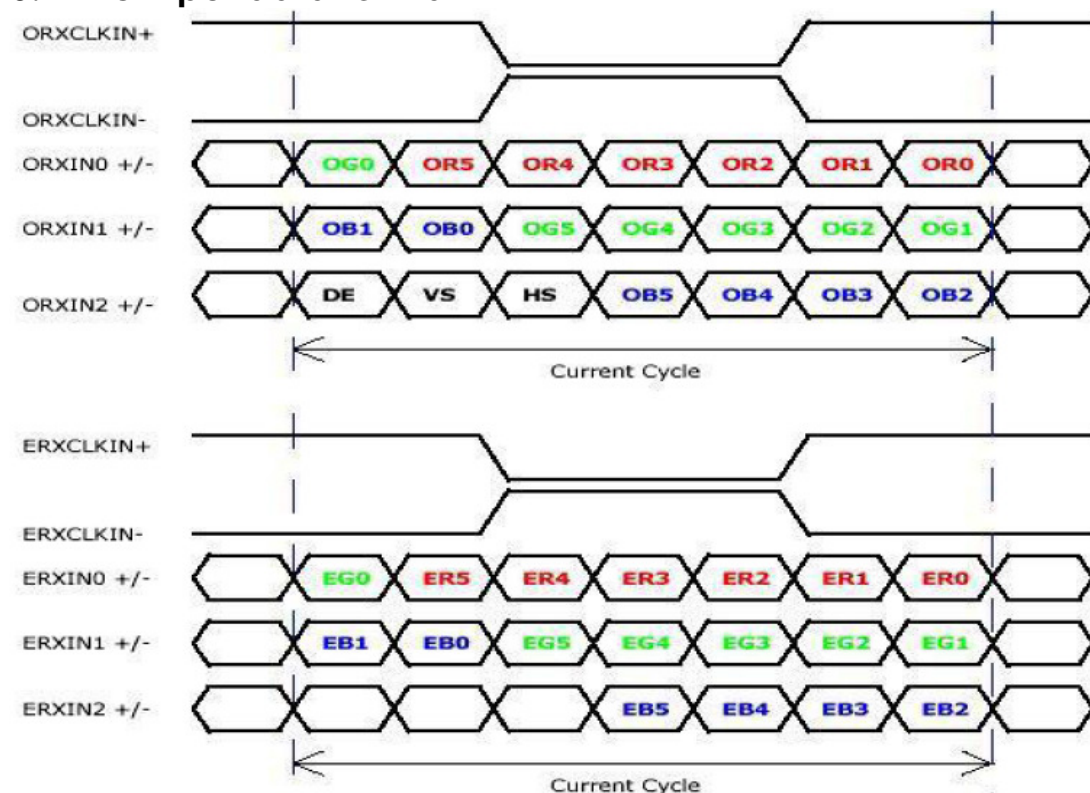 ORXCLKIN+
ORXCLKIN-
ORXIN0 +/- OG0 OR5 OR4 OR3 OR2 OR1 OR0
ORXIN1 +/- OB1 OB0 OG5 OG4 OG3 OG2 OG1
ORXIN2 +/- DE VS HS OB5 OB4 OB3 OB2
Current Cycle
ERXCLKIN+
ERXCLKIN-
ERXIN0 +/- EG0 ER5 ER4 ER3 ER2 ER1 ER0
ERXIN1 +/- EB1 EB0 EG5 EG4 EG3 EG2 EG1
ERXIN2 +/- EB5 EB4 EB3 EB2
Current Cycle